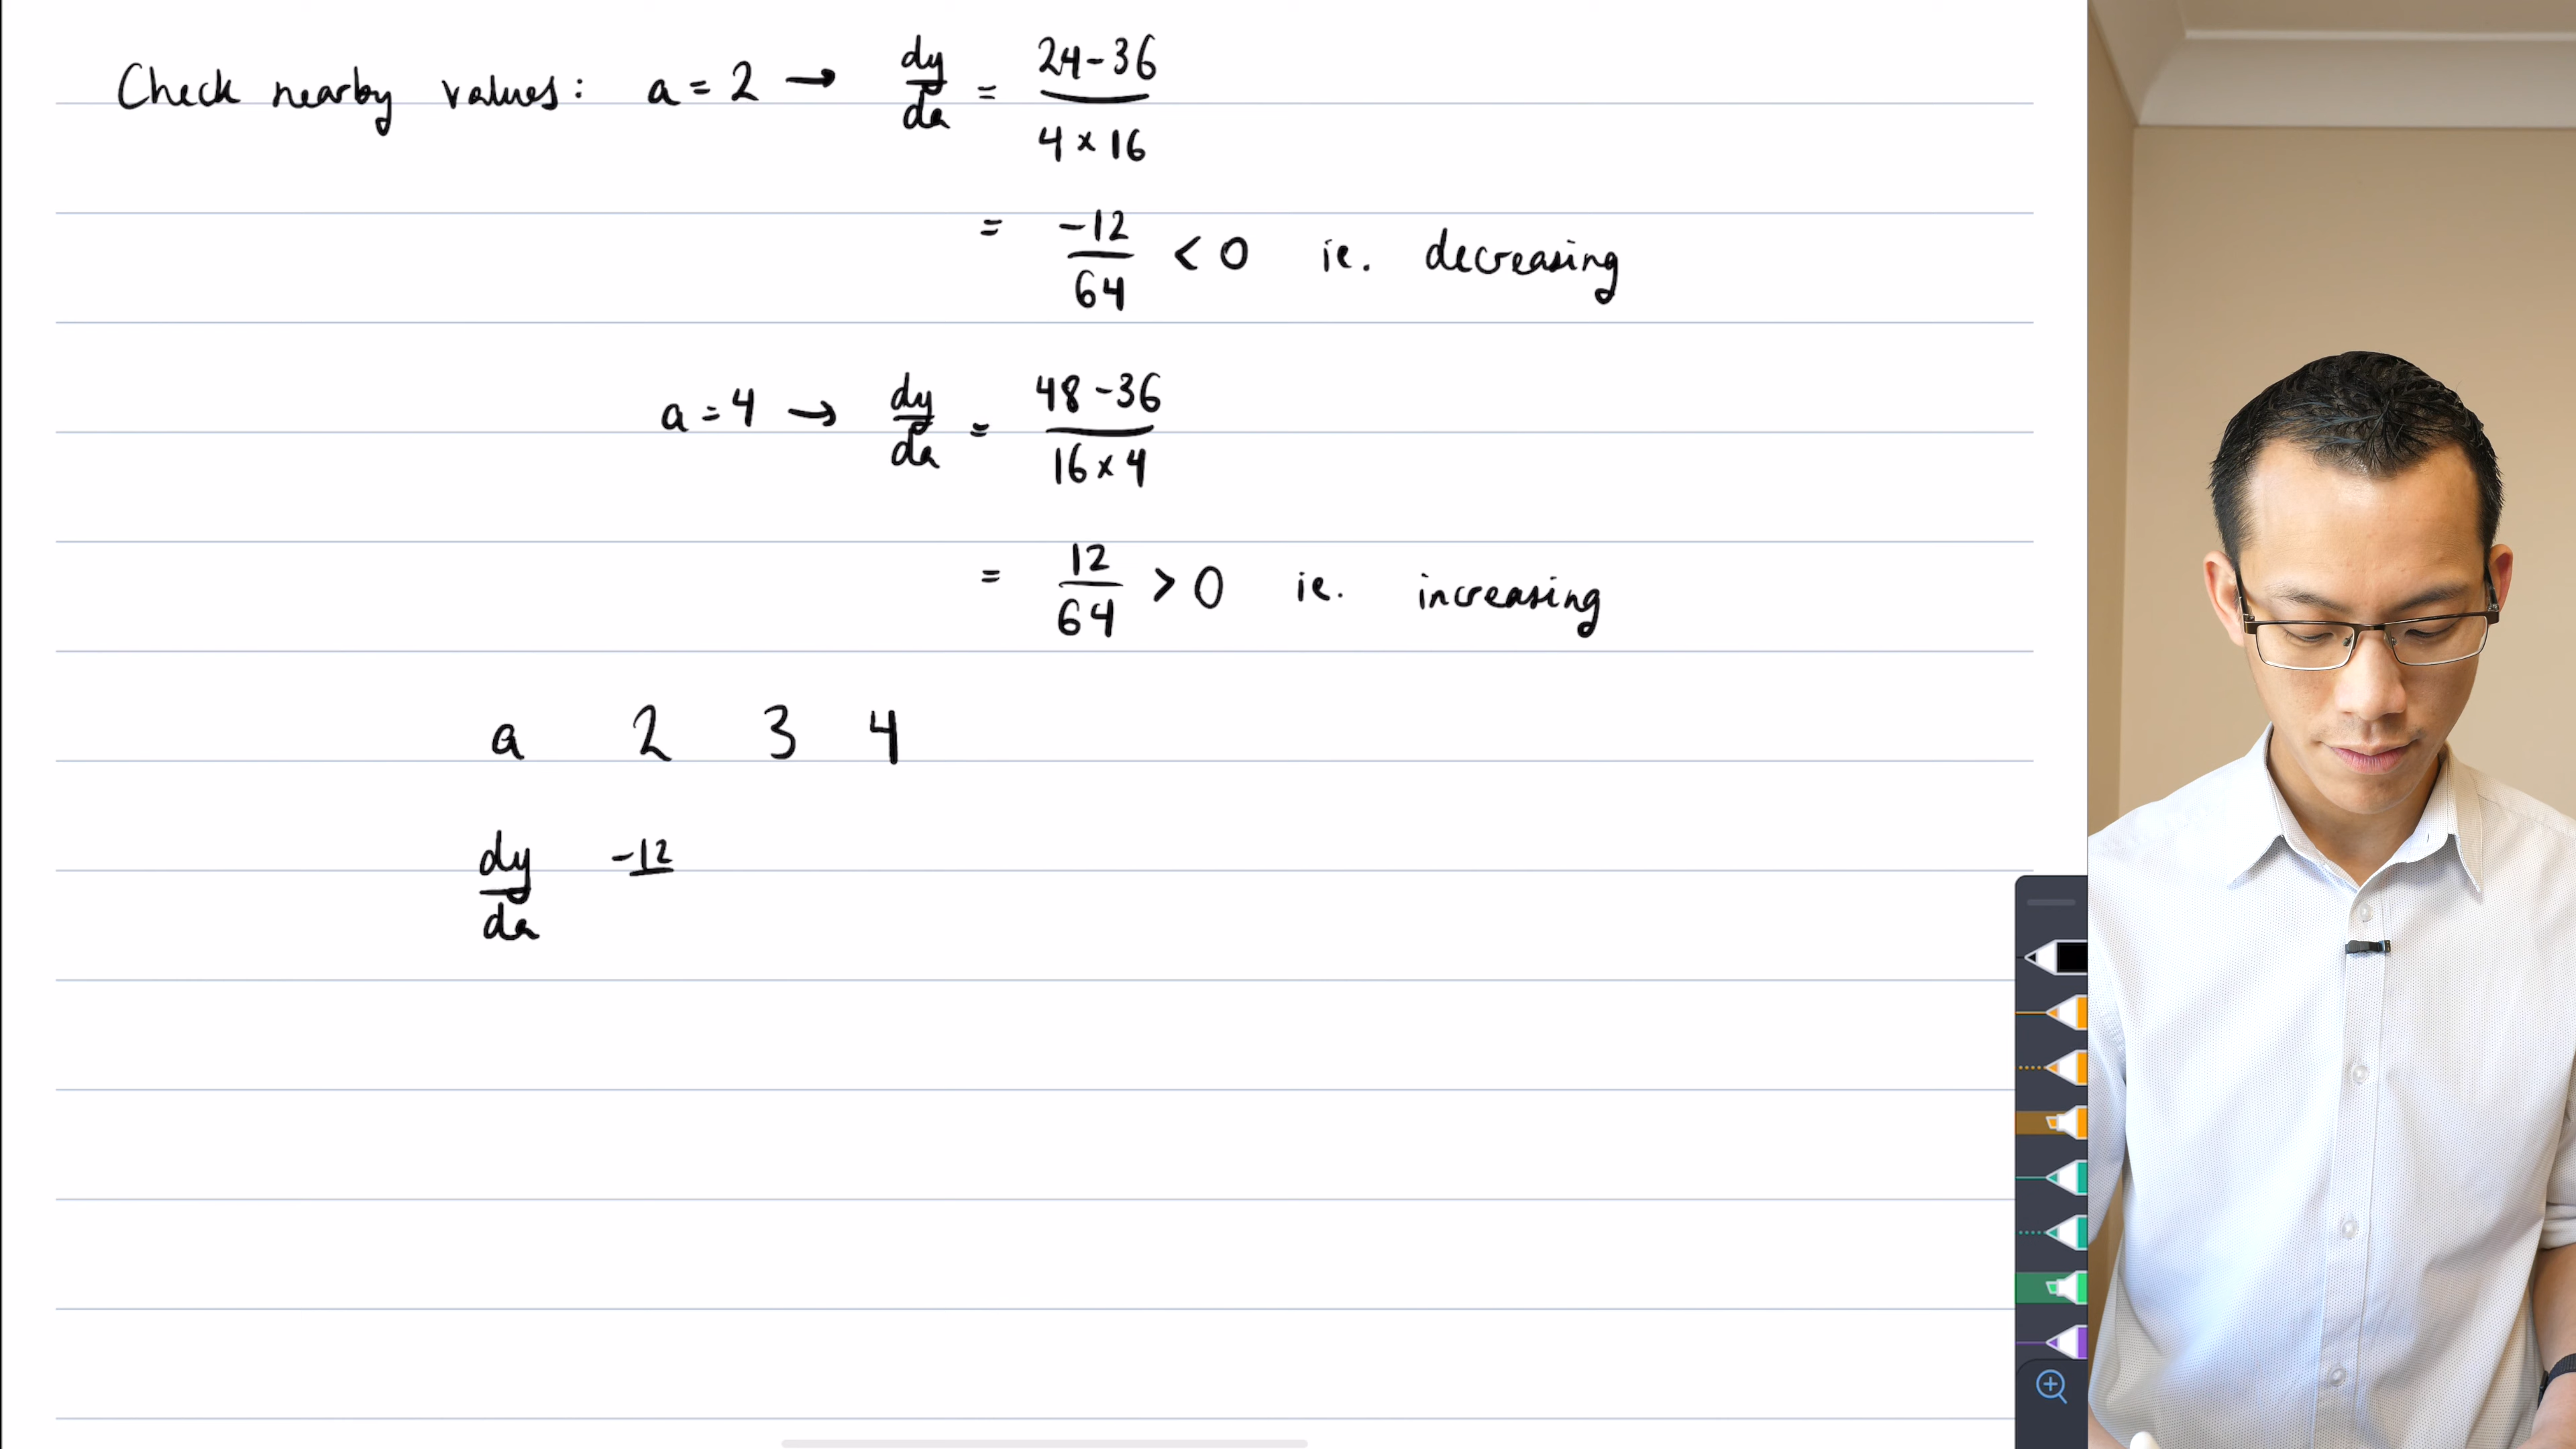 Check nearby values: a = 2 → dy/da = 24-36 / 4 × 16
= -12/64 < 0 ie. decreasing
a = 4 → dy/da = 48-36 / 16 × 4
= 12/64 > 0 ie. increasing
a 2 3 4
dy/da -12